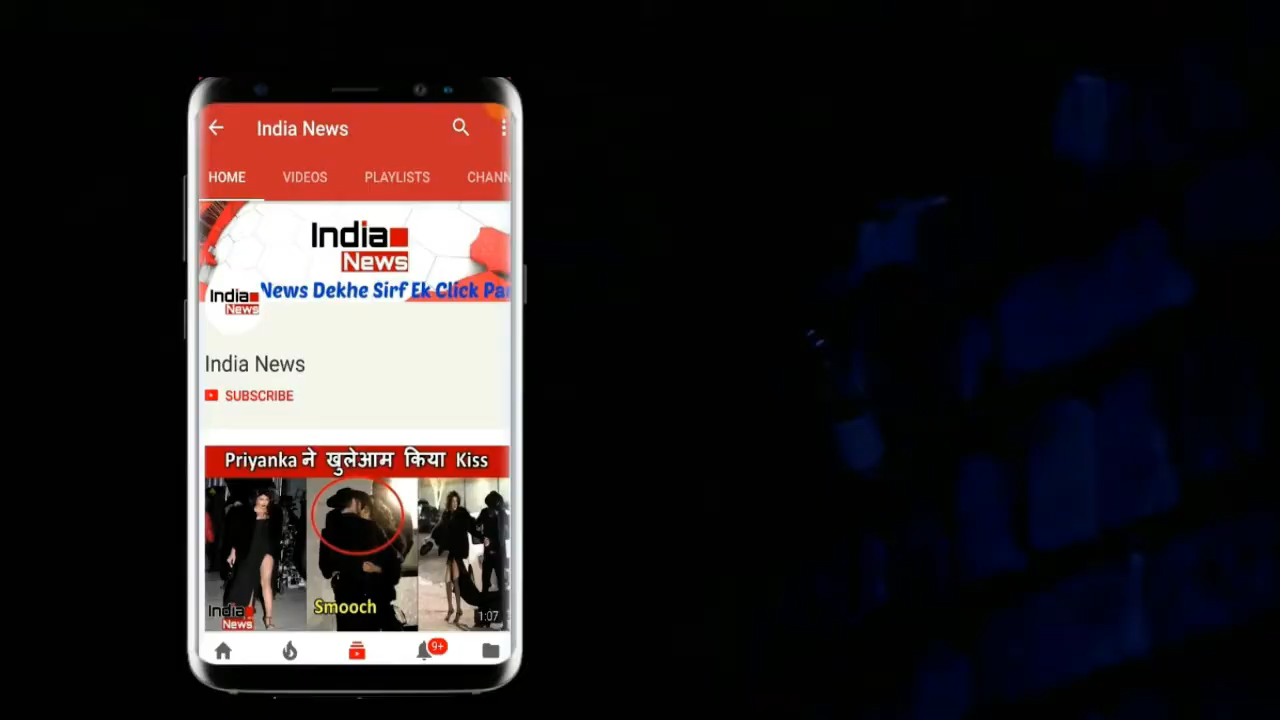 India News
HOME VIDEOS PLAYLISTS CHANN
India
News
News Dekhe Sirf Ek Click Par
India
News
India News
SUBSCRIBE
Priyanka ने खुलेआम किया Kiss
Smooch
India
News
1:07
9+